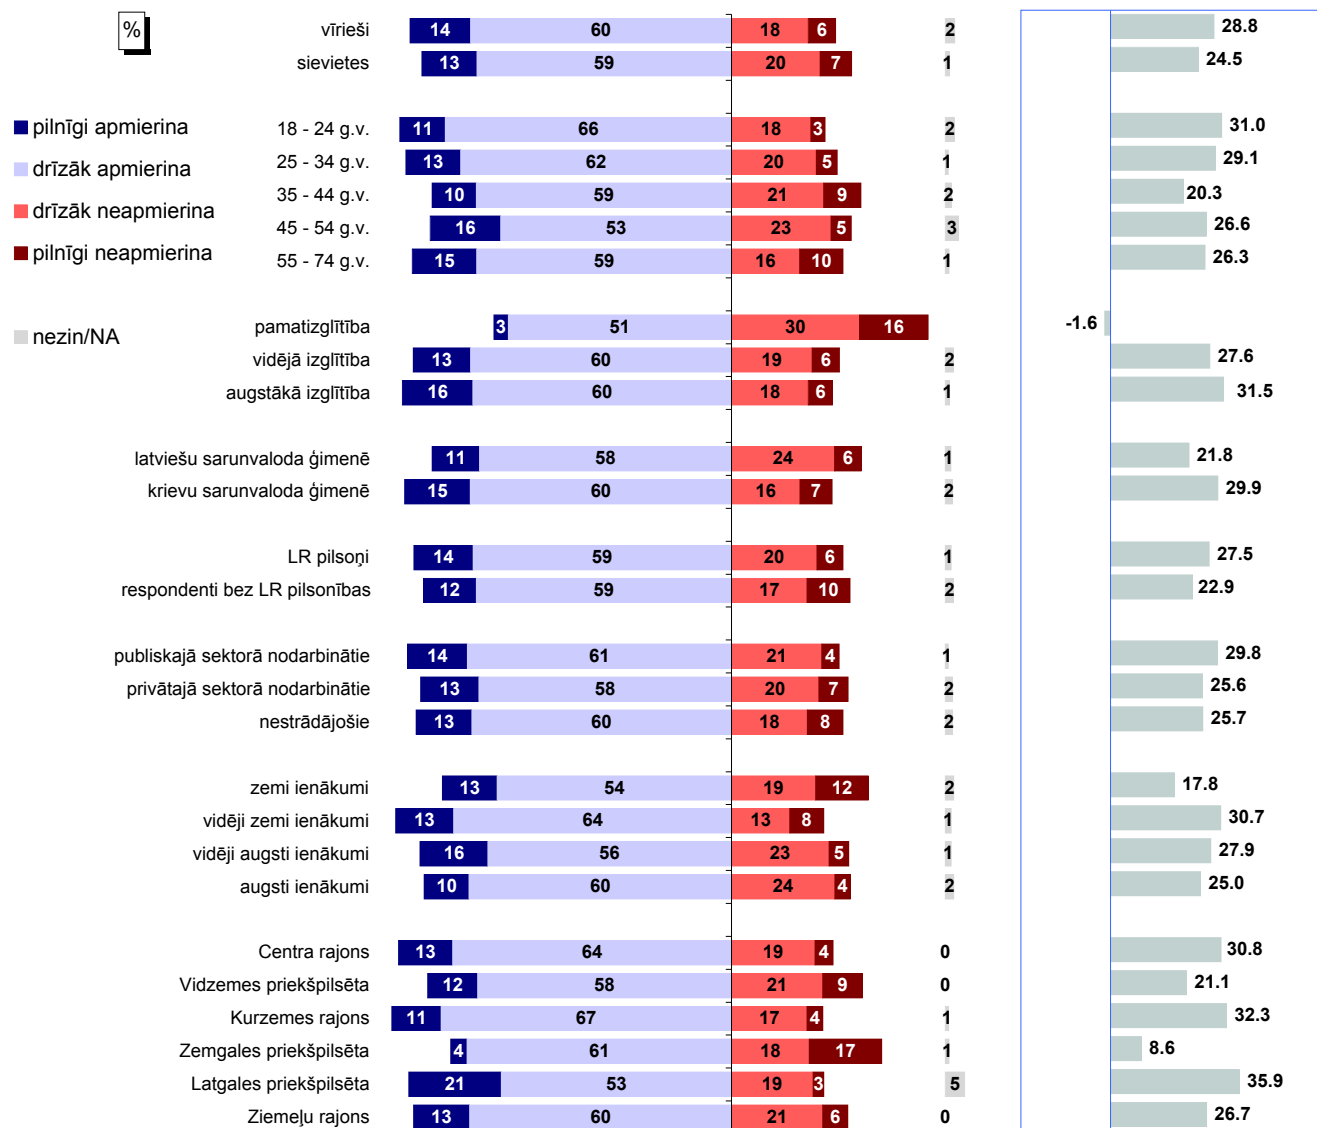 %
vīrieši 14 60 18 6 2 28.8
sievietes 13 59 20 7 1 24.5
pilnīgi apmierina
drīzāk apmierina
drīzāk neapmierina
pilnīgi neapmierina
nezin/NA
18 - 24 g.v. 11 66 18 3 2 31.0
25 - 34 g.v. 13 62 20 5 1 29.1
35 - 44 g.v. 10 59 21 9 2 20.3
45 - 54 g.v. 16 53 23 5 3 26.6
55 - 74 g.v. 15 59 16 10 1 26.3
pamatizglītība 3 51 30 16 -1.6
vidējā izglītība 13 60 19 6 2 27.6
augstākā izglītība 16 60 18 6 1 31.5
latviešu sarunvaloda ģimenē 11 58 24 6 1 21.8
krievu sarunvaloda ģimenē 15 60 16 7 2 29.9
LR pilsoņi 14 59 20 6 1 27.5
respondenti bez LR pilsonības 12 59 17 10 2 22.9
publiskajā sektorā nodarbinātie 14 61 21 4 1 29.8
privātajā sektorā nodarbinātie 13 58 20 7 2 25.6
nestrādājošie 13 60 18 8 2 25.7
zemi ienākumi 13 54 19 12 2 17.8
vidēji zemi ienākumi 13 64 13 8 1 30.7
vidēji augsti ienākumi 16 56 23 5 1 27.9
augsti ienākumi 10 60 24 4 2 25.0
Centra rajons 13 64 19 4 0 30.8
Vidzemes priekšpilsēta 12 58 21 9 0 21.1
Kurzemes rajons 11 67 17 4 1 32.3
Zemgales priekšpilsēta 4 61 18 17 1 8.6
Latgales priekšpilsēta 21 53 19 3 5 35.9
Ziemeļu rajons 13 60 21 6 0 26.7